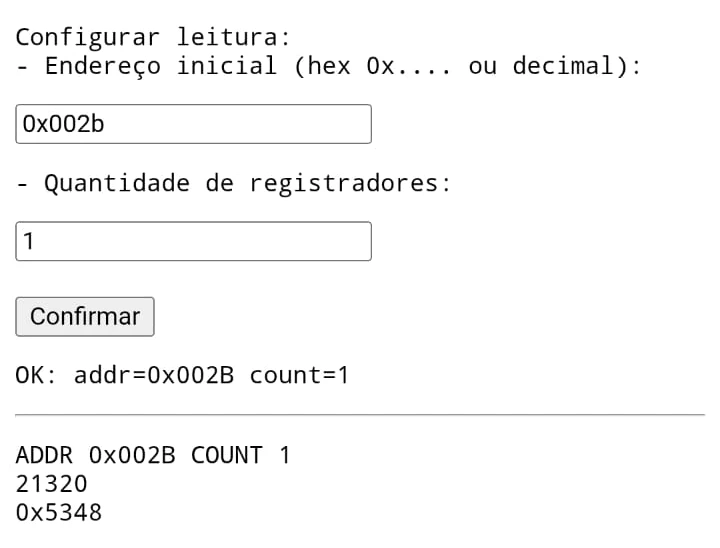 Configurar leitura:
- Endereço inicial (hex 0x.... ou decimal):
0x002b
- Quantidade de registradores:
1
Confirmar
OK: addr=0x002B count=1
ADDR 0x002B COUNT 1
21320
0x5348